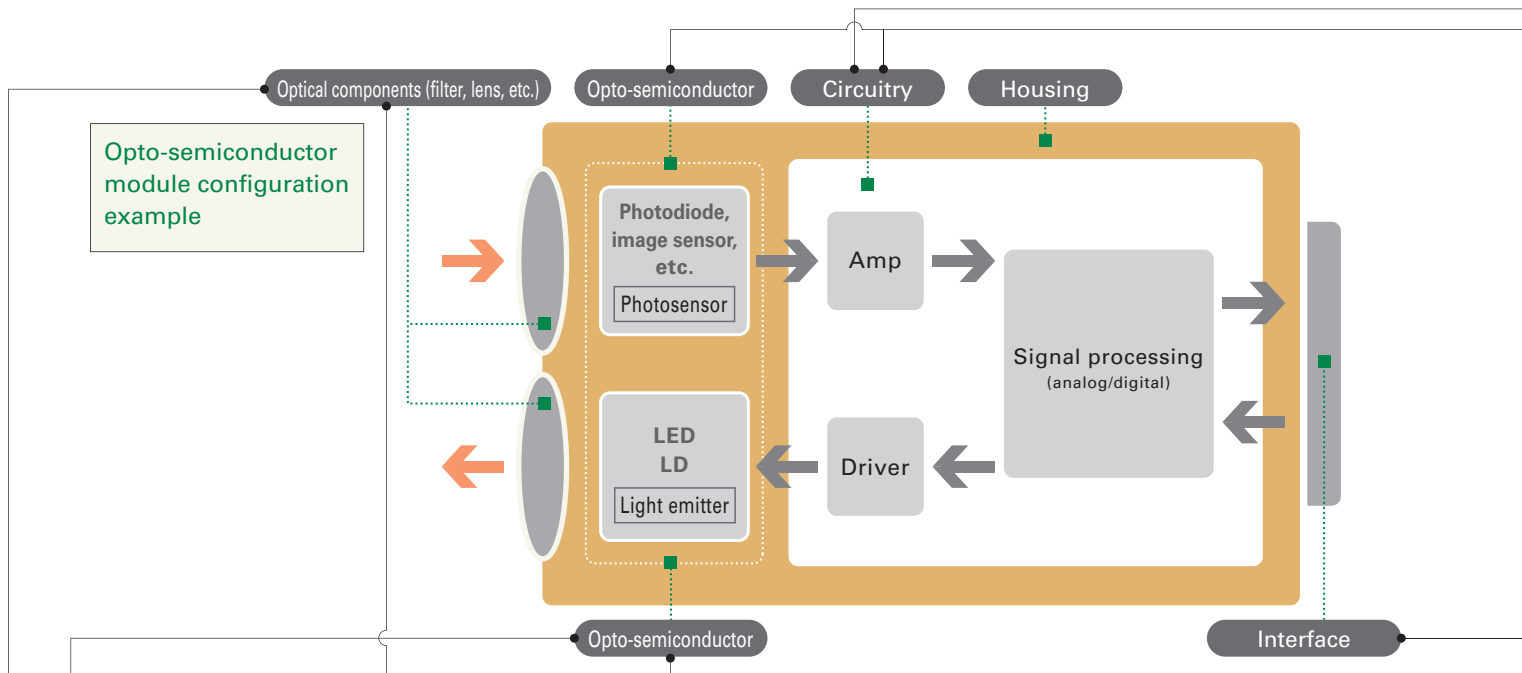 Optical components (filter, lens, etc.)
Opto-semiconductor
Circuitry
Housing
Opto-semiconductor
module configuration
example
Photodiode,
image sensor,
etc.
Photosensor
Amp
Signal processing
(analog/digital)
LED
LD
Light emitter
Driver
Opto-semiconductor
Interface